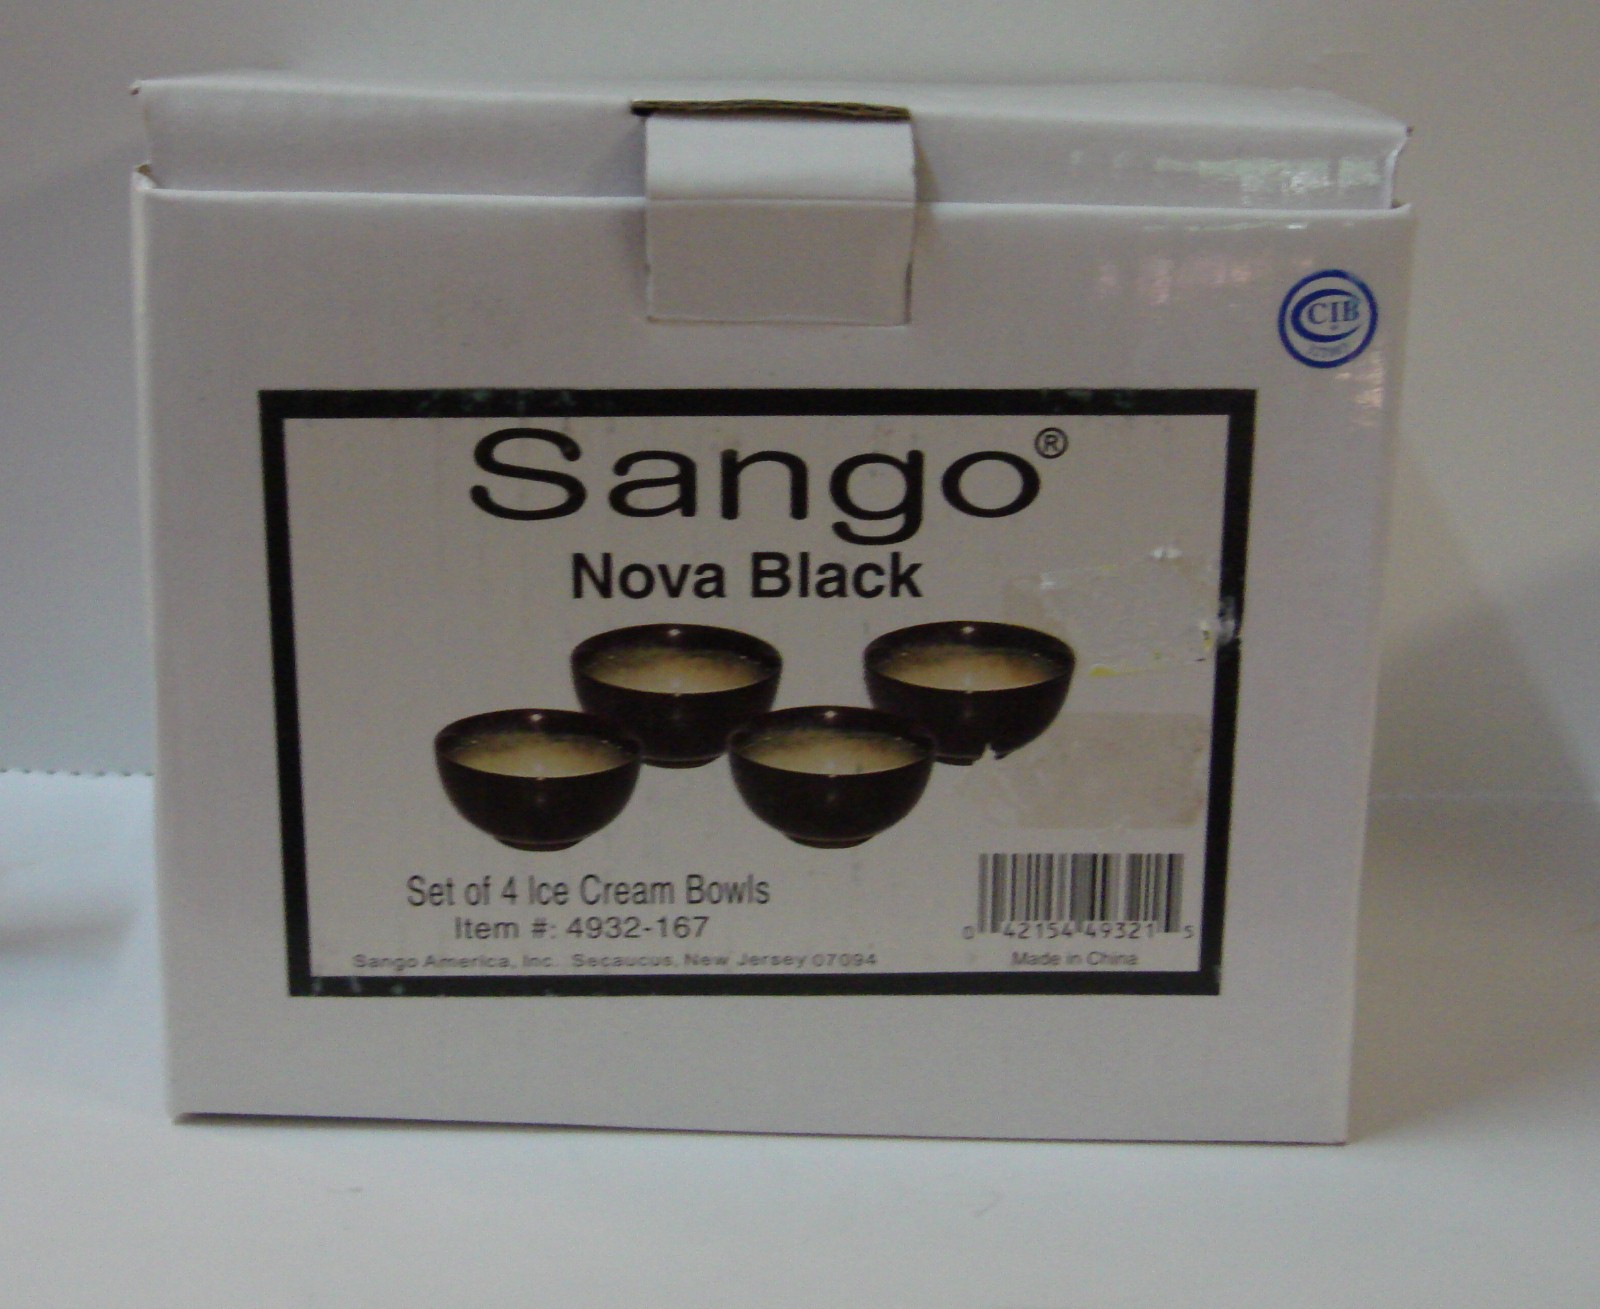 CIB
Sango®
Nova Black
Set of 4 Ice Cream Bowls
Item #: 4932-167
Sango America, Inc. Secaucus, New Jersey 07094
0 42154 49321 5
Made in China